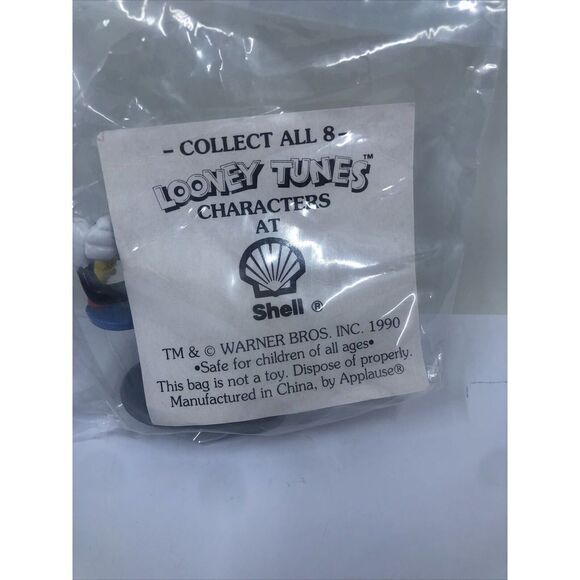 - COLLECT ALL 8 -
LOONEY TUNES™
CHARACTERS
AT
Shell ®
TM & © WARNER BROS. INC. 1990
•Safe for children of all ages•
This bag is not a toy. Dispose of properly.
Manufactured in China, by Applause®